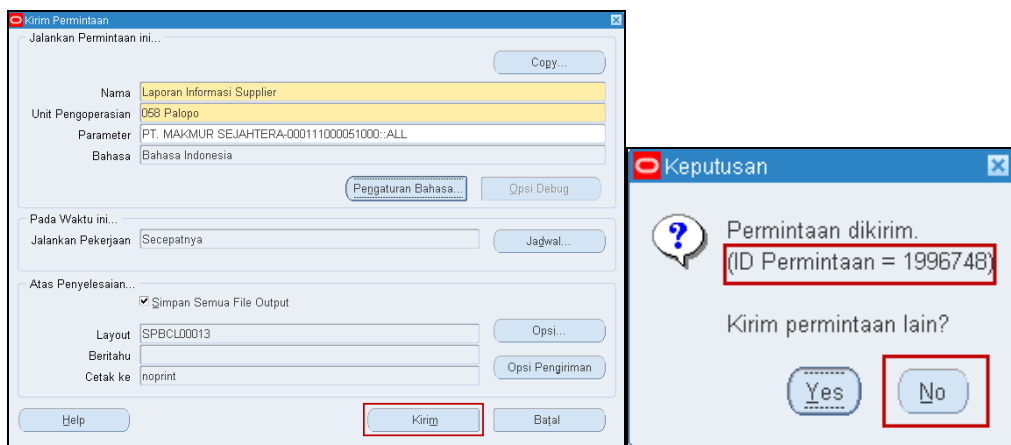 Kirim Permintaan
Jalankan Permintaan ini...
Copy...
Nama Laporan Informasi Supplier
Unit Pengoperasian 058 Palopo
Parameter PT. MAKMUR SEJAHTERA-000111000051000::ALL
Bahasa Bahasa Indonesia
Pengaturan Bahasa... Opsi Debug
Pada Waktu ini...
Jalankan Pekerjaan Secepatnya Jadwal...
Atas Penyelesaian...
Simpan Semua File Output
Layout SPBCL00013 Opsi...
Beritahu
Opsi Pengiriman
Cetak ke noprint
Help Kirim Batal
Keputusan
Permintaan dikirim.
(ID Permintaan = 1996748)
Kirim permintaan lain?
Yes No